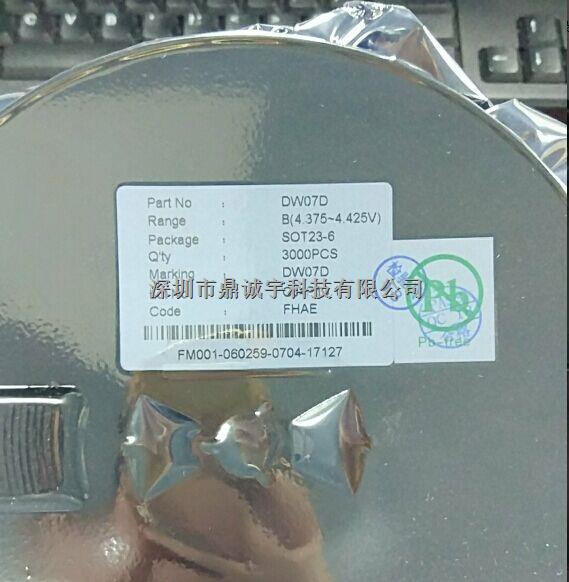 Part No : DW07D
Range : B(4.375~4.425V)
Package : SOT23-6
Q'ty : 3000PCS
Marking : DW07D
深圳市鼎诚宇科技有限公司
Code : FHAE
FM001-060259-0704-17127
Pb
Pb-free